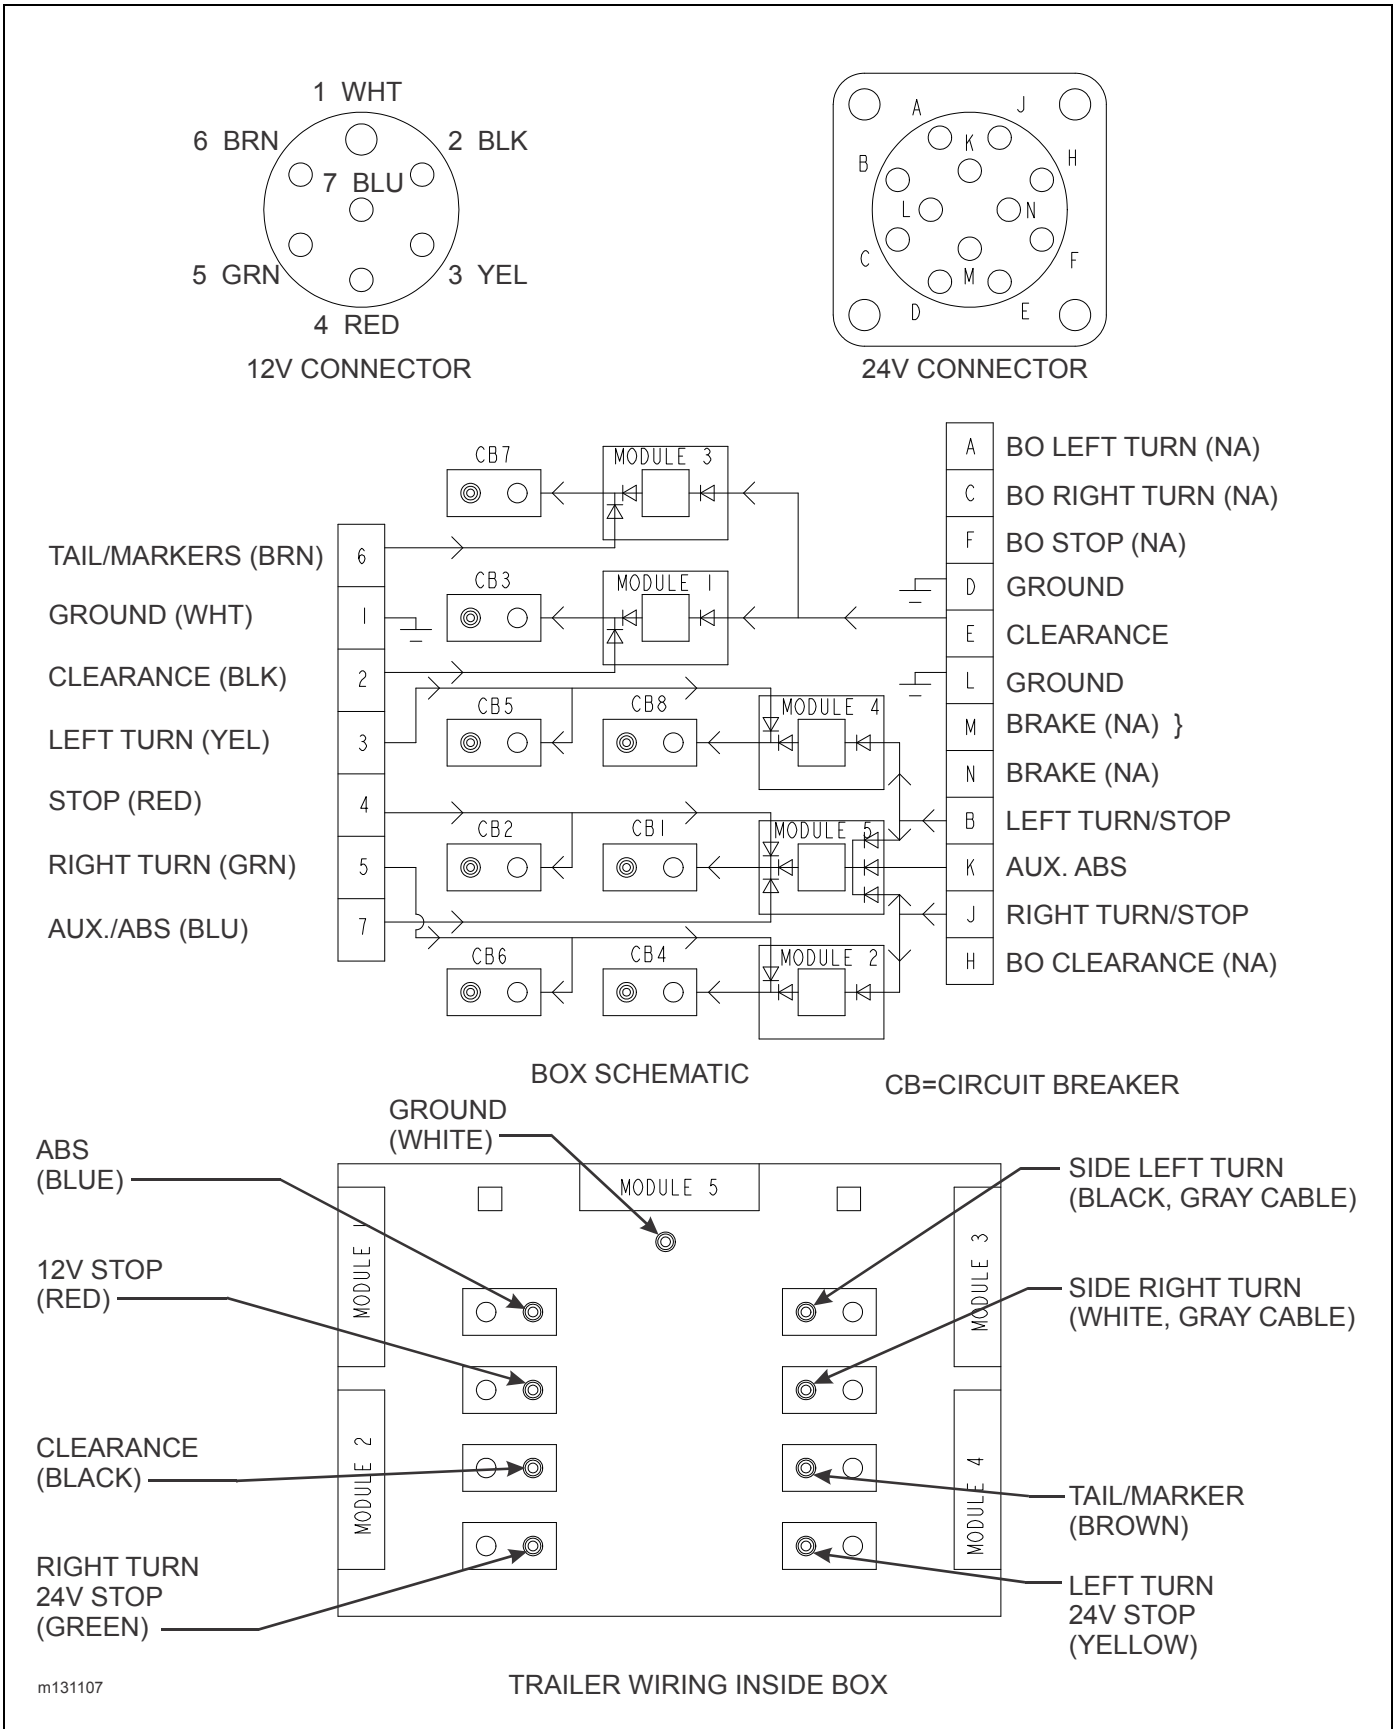 1 WHT
6 BRN
2 BLK
7 BLU
5 GRN
3 YEL
4 RED
12V CONNECTOR
A
J
K
B
H
L
N
C
F
M
D
E
24V CONNECTOR
CB7
MODULE 3
CB3
MODULE 1
CB5
CB8
MODULE 4
CB2
CB1
MODULE 5
CB6
CB4
MODULE 2
TAIL/MARKERS (BRN)
6
GROUND (WHT)
1
CLEARANCE (BLK)
2
LEFT TURN (YEL)
3
STOP (RED)
4
RIGHT TURN (GRN)
5
AUX./ABS (BLU)
7
A
BO LEFT TURN (NA)
C
BO RIGHT TURN (NA)
F
BO STOP (NA)
D
GROUND
E
CLEARANCE
L
GROUND
M
BRAKE (NA) }
N
BRAKE (NA)
B
LEFT TURN/STOP
K
AUX. ABS
J
RIGHT TURN/STOP
H
BO CLEARANCE (NA)
BOX SCHEMATIC
CB=CIRCUIT BREAKER
GROUND
(WHITE)
ABS
(BLUE)
12V STOP
(RED)
CLEARANCE
(BLACK)
RIGHT TURN
24V STOP
(GREEN)
MODULE 5
MODULE 1
MODULE 2
MODULE 3
MODULE 4
SIDE LEFT TURN
(BLACK, GRAY CABLE)
SIDE RIGHT TURN
(WHITE, GRAY CABLE)
TAIL/MARKER
(BROWN)
LEFT TURN
24V STOP
(YELLOW)
m131107
TRAILER WIRING INSIDE BOX